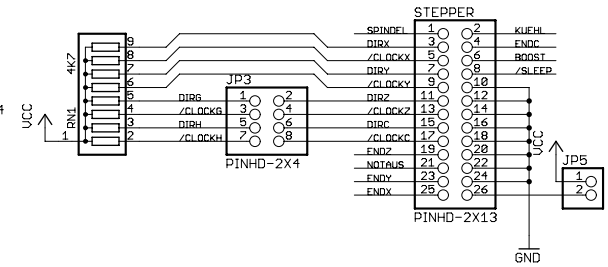 STEPPER
SPINDEL 1 2 KUEHL
9 DIRX 3 4 ENDC
8 /CLOCKX 5 6 BOOST
7 DIRY 7 8 /SLEEP
6 /CLOCKY 9 10
4K7
JP3
5 DIRG 1 2 DIRZ 11 12
4 /CLOCKG 3 4 /CLOCKZ 13 14
3 DIRH 5 6 DIRC 15 16
1 2 /CLOCKH 7 8 /CLOCKC 17 18
4
VCC
RN1
PINHD-2X4
ENDZ 19 20
NOTAUS 21 22
ENDY 23 24
ENDX 25 26
VCC
JP5
1
2
PINHD-2X13
GND